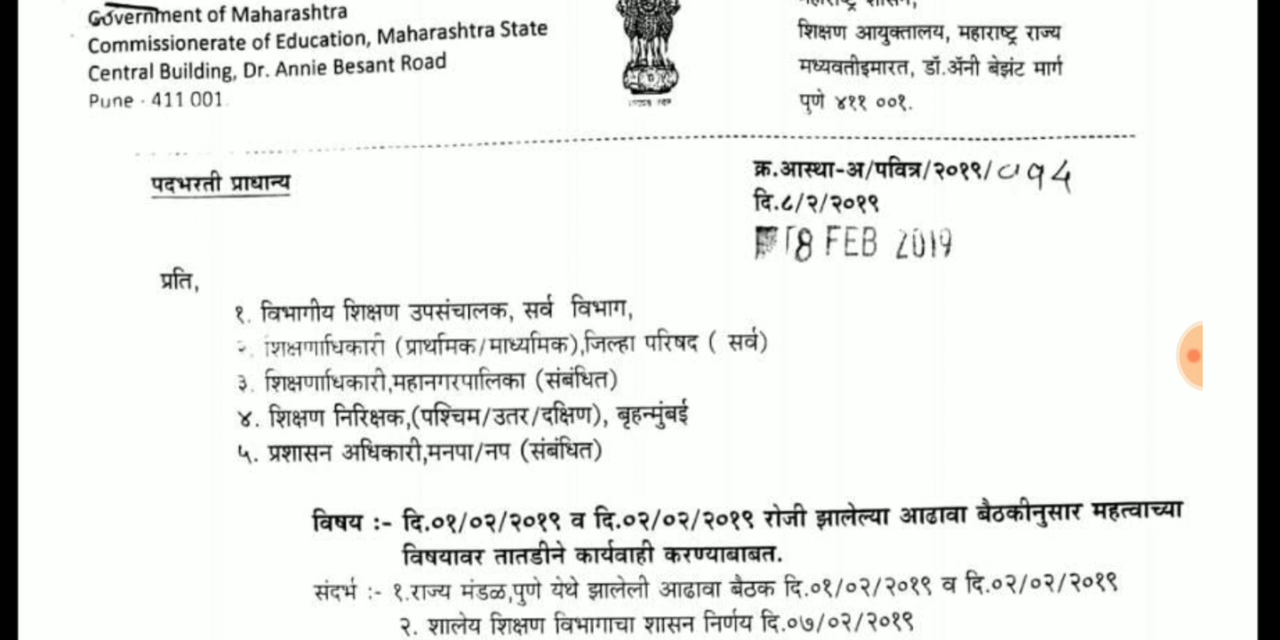 Government of Maharashtra
Commissionerate of Education, Maharashtra State
Central Building, Dr. Annie Besant Road
Pune - 411 001.
महाराष्ट्र शासन,
शिक्षण आयुक्तालय, महाराष्ट्र राज्य
मध्यवतीइमारत, डॉ.ॲनी बेझंट मार्ग
पुणे ४११ ००१.
पदभरती प्राधान्य
क्र.आस्था-अ/पवित्र/२०१९/
दि.८/२/२०१९
8 FEB 2019
प्रति,
१. विभागीय शिक्षण उपसंचालक, सर्व विभाग,
२. शिक्षणाधिकारी (प्राथमिक/माध्यमिक),जिल्हा परिषद ( सर्व)
३. शिक्षणाधिकारी,महानगरपालिका (संबंधित)
४. शिक्षण निरिक्षक,(पश्चिम/उतर/दक्षिण), बृहन्मुंबई
५. प्रशासन अधिकारी,मनपा/नप (संबंधित)
विषय :- दि.०१/०२/२०१९ व दि.०२/०२/२०१९ रोजी झालेल्या आढावा बैठकीनुसार महत्वाच्या
विषयावर तातडीने कार्यवाही करण्याबाबत.
संदर्भ :- १.राज्य मंडळ,पुणे येथे झालेली आढावा बैठक दि.०१/०२/२०१९ व दि.०२/०२/२०१९
२. शालेय शिक्षण विभागाचा शासन निर्णय दि.०७/०२/२०१९